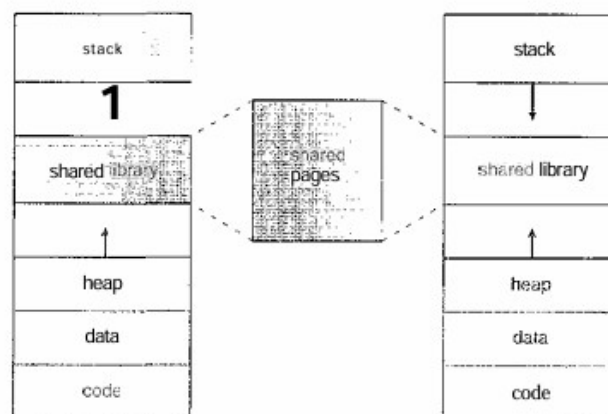 stack
1
shared library
heap
data
code
shared
pages
stack
shared library
heap
data
code